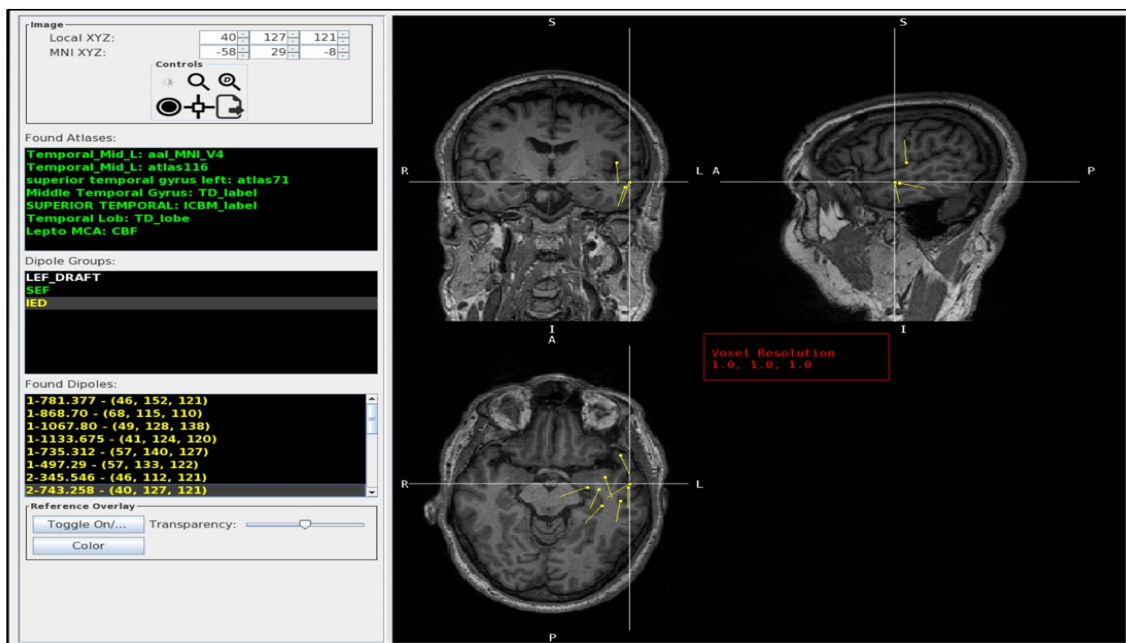 Image
Local XYZ: 40 127 121
MNI XYZ: -58 29 -8
Controls
Found Atlases:
Temporal_Mid_L: aal_MNI_V4
Temporal_Mid_L: atlas116
superior temporal gyrus left: atlas71
Middle Temporal Gyrus: TD_label
SUPERIOR TEMPORAL: ICBM_label
Temporal Lob: TD_lobe
Lepto MCA: CBF
Dipole Groups:
LEF_DRAFT
SEF
IED
Found Dipoles:
1-781.377 - (46, 152, 121)
1-868.70 - (68, 115, 110)
1-1067.80 - (49, 128, 138)
1-1133.675 - (41, 124, 120)
1-735.312 - (57, 140, 127)
1-497.29 - (57, 133, 122)
2-345.546 - (46, 112, 121)
2-743.258 - (40, 127, 121)
Reference Overlay
Toggle On/... Transparency:
Color
S
R
L
I
S
A
P
I
A
R
L
P
Voxel Resolution
1.0, 1.0, 1.0